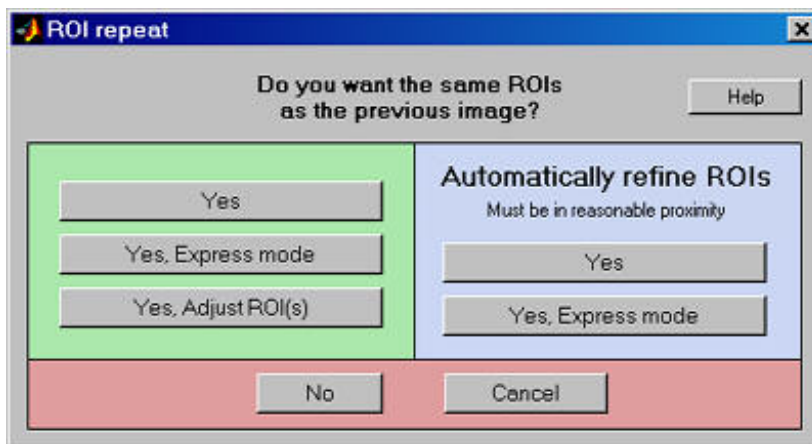 ROI repeat
Do you want the same ROIs
as the previous image?
Help
Yes
Yes, Express mode
Yes, Adjust ROI(s)
Automatically refine ROIs
Must be in reasonable proximity
Yes
Yes, Express mode
No
Cancel